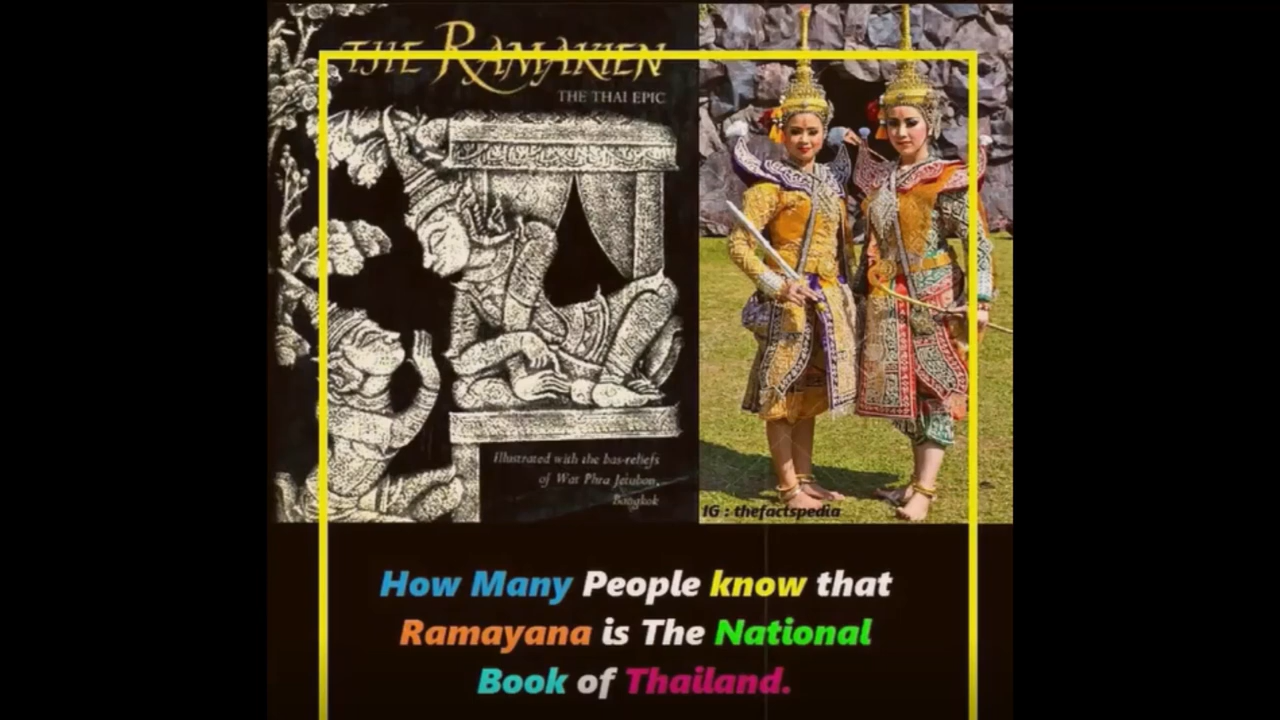 THE RAMAKIEN
THE THAI EPIC
Illustrated with the bas-reliefs
of Wat Phra Jetubon,
Bangkok
IG : thefactspedia
How Many People know that
Ramayana is The National
Book of Thailand.